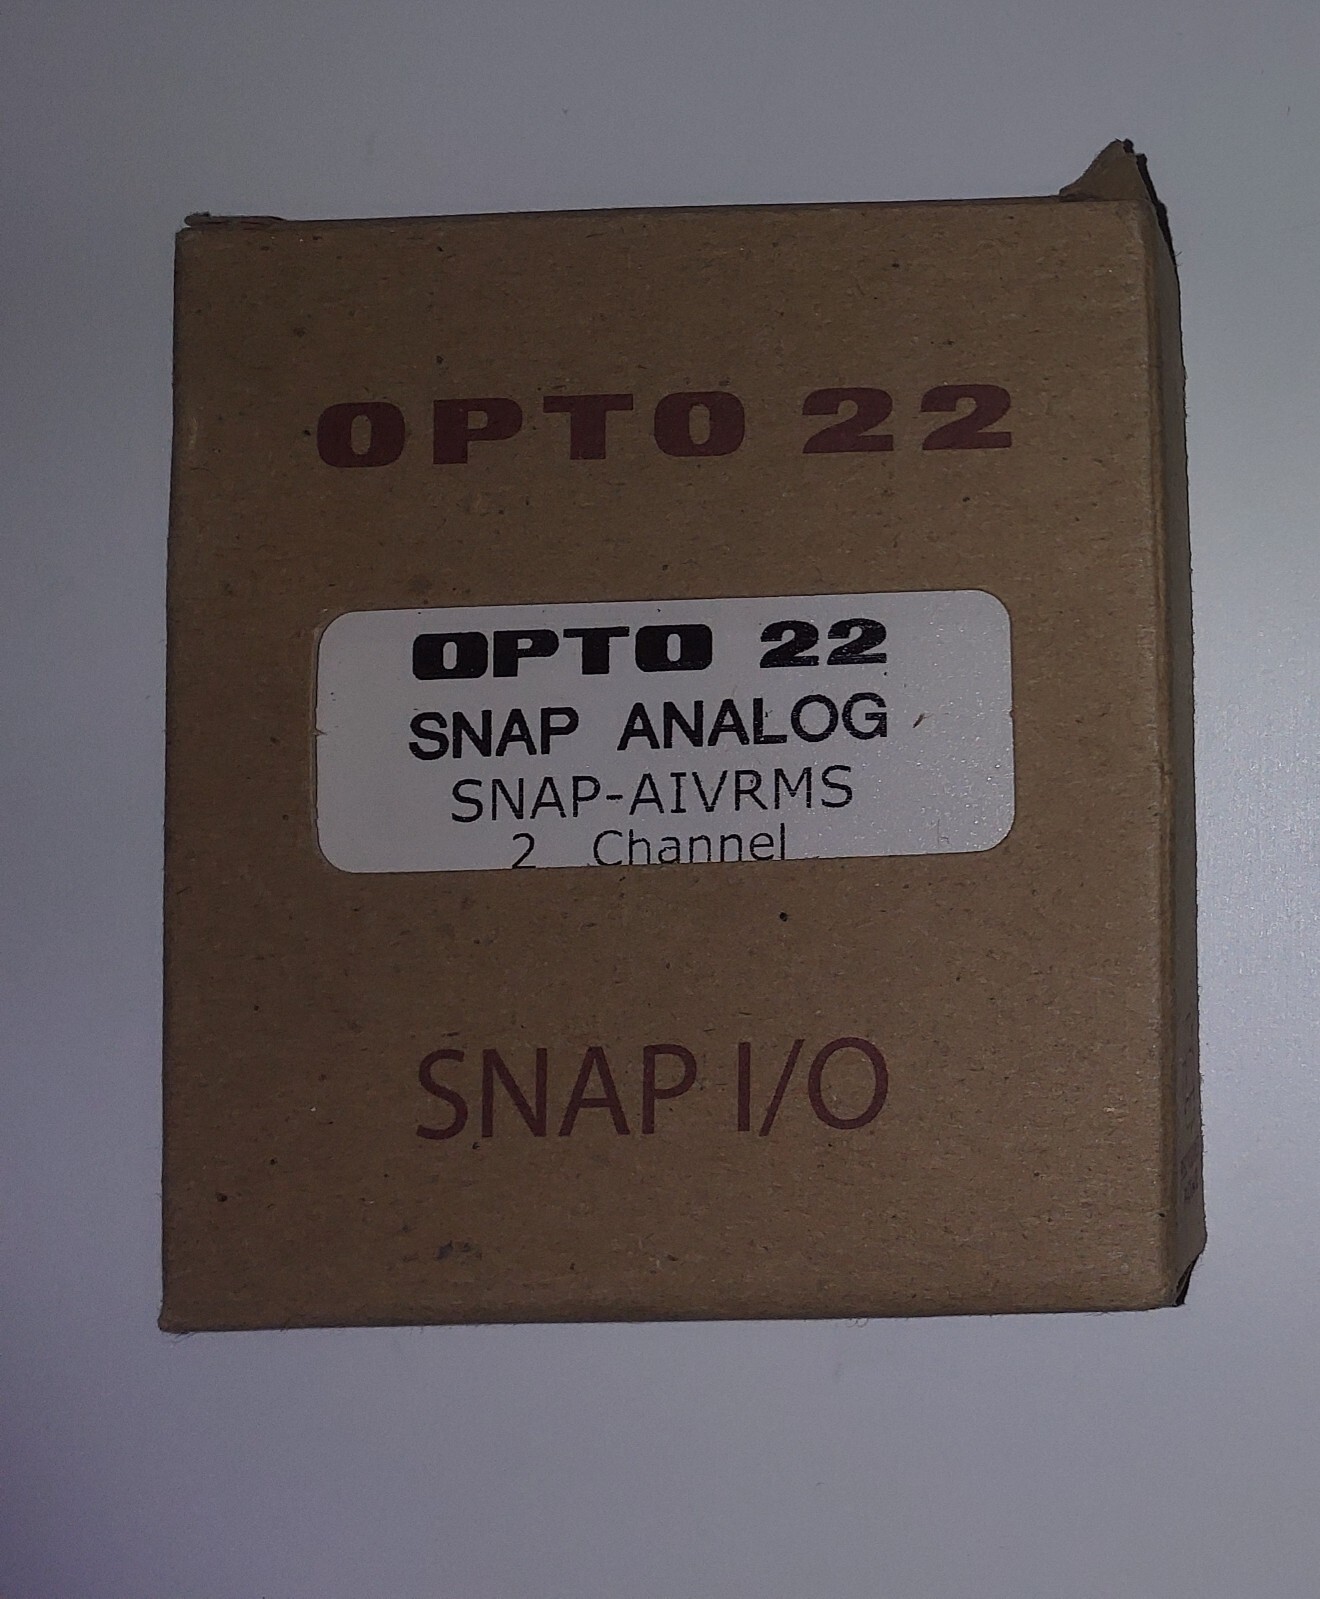 OPTO 22
OPTO 22
SNAP ANALOG
SNAP-AIVRMS
2 Channel
SNAP I/O